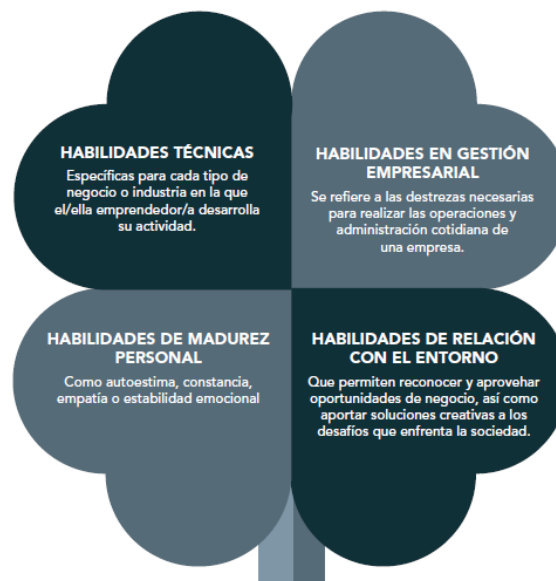 HABILIDADES TÉCNICAS
Específicas para cada tipo de
negocio o industria en la que
el/ella emprendedor/a desarrolla
su actividad.
HABILIDADES EN GESTIÓN
EMPRESARIAL
Se refiere a las destrezas necesarias
para realizar las operaciones y
administración cotidiana de
una empresa.
HABILIDADES DE MADUREZ
PERSONAL
Como autoestima, constancia,
empatía o estabilidad emocional
HABILIDADES DE RELACIÓN
CON EL ENTORNO
Que permiten reconocer y aprovehar
oportunidades de negocio, así como
aportar soluciones creativas a los
desafíos que enfrenta la sociedad.